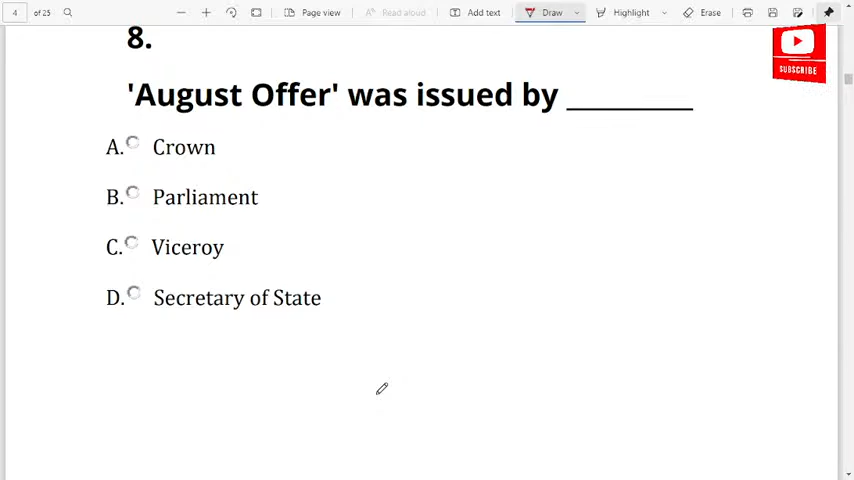 4 of 25 Page view Read aloud Add text Draw Highlight Erase
8.
SUBSCRIBE
'August Offer' was issued by _________
A. Crown
B. Parliament
C. Viceroy
D. Secretary of State